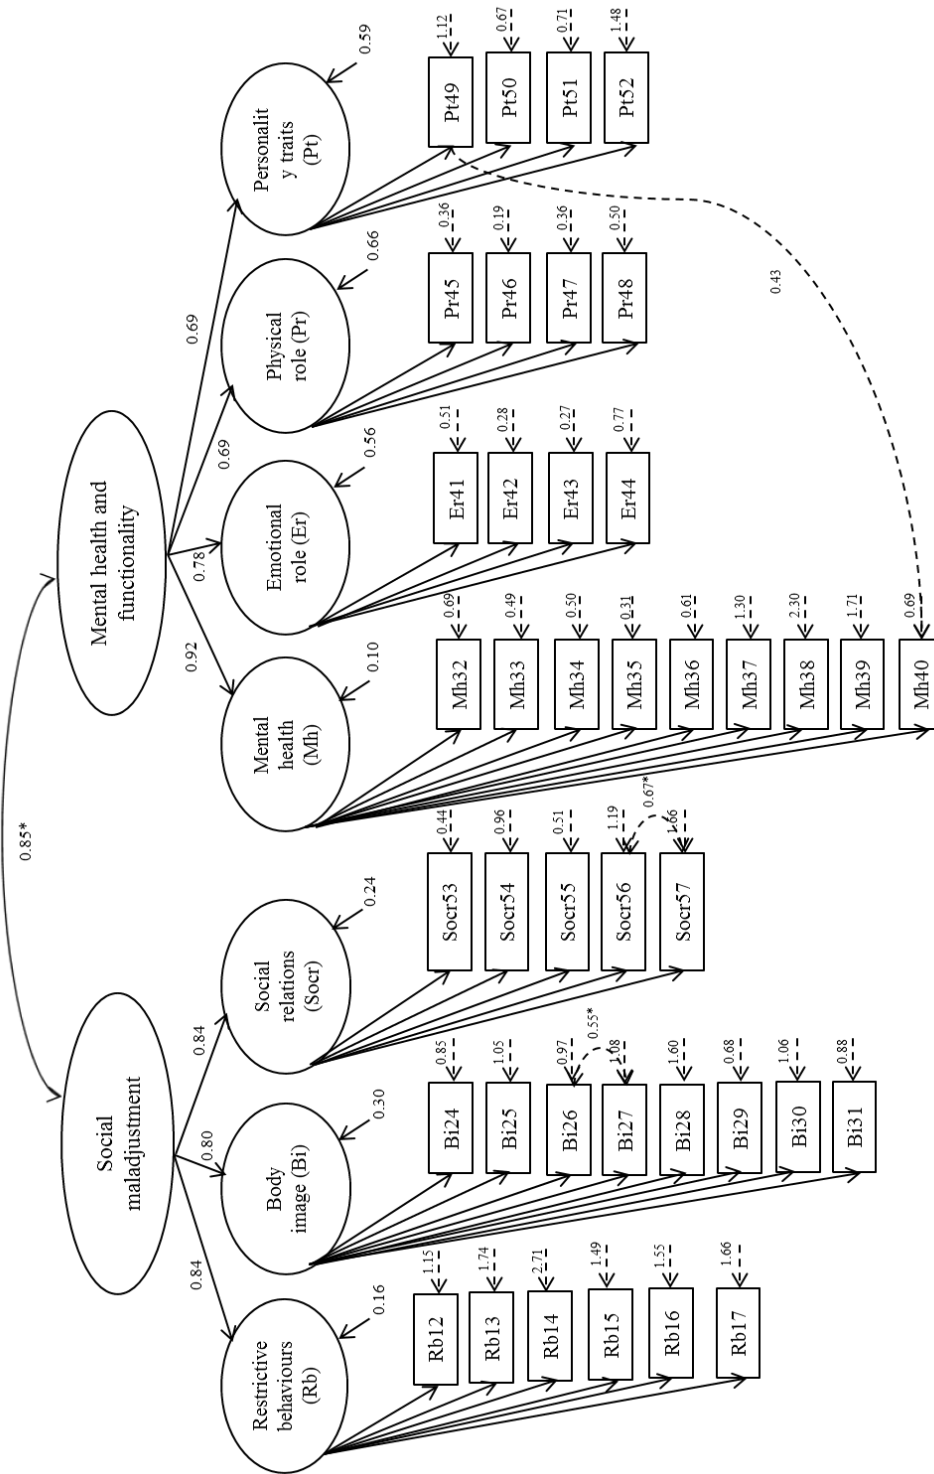 0.85*
Social
maladjustment
Mental health and
functionality
0.84
0.80
0.84
0.92
0.78
0.69
0.69
Restrictive
behaviours
(Rb)
0.16
Body
image (Bi)
0.30
Social
relations
(Socr)
0.24
Mental
health
(Mh)
0.10
Emotional
role (Er)
0.56
Physical
role (Pr)
0.66
Personalit
y traits
(Pt)
0.59
Rb12
1.15
Rb13
1.74
Rb14
2.71
Rb15
1.49
Rb16
1.55
Rb17
1.66
Bi24
0.85
Bi25
1.05
Bi26
0.97
0.55*
Bi27
1.08
Bi28
1.60
Bi29
0.68
Bi30
1.06
Bi31
0.88
Socr53
0.44
Socr54
0.96
Socr55
0.51
Socr56
1.19
0.67*
Socr57
1.66
Mh32
0.69
Mh33
0.49
Mh34
0.50
Mh35
0.31
Mh36
0.61
Mh37
1.30
Mh38
2.30
Mh39
1.71
Mh40
0.69
Er41
0.51
Er42
0.28
Er43
0.27
Er44
0.77
Pr45
0.36
Pr46
0.19
Pr47
0.36
Pr48
0.50
Pt49
1.12
Pt50
0.67
Pt51
0.71
Pt52
1.48
0.43